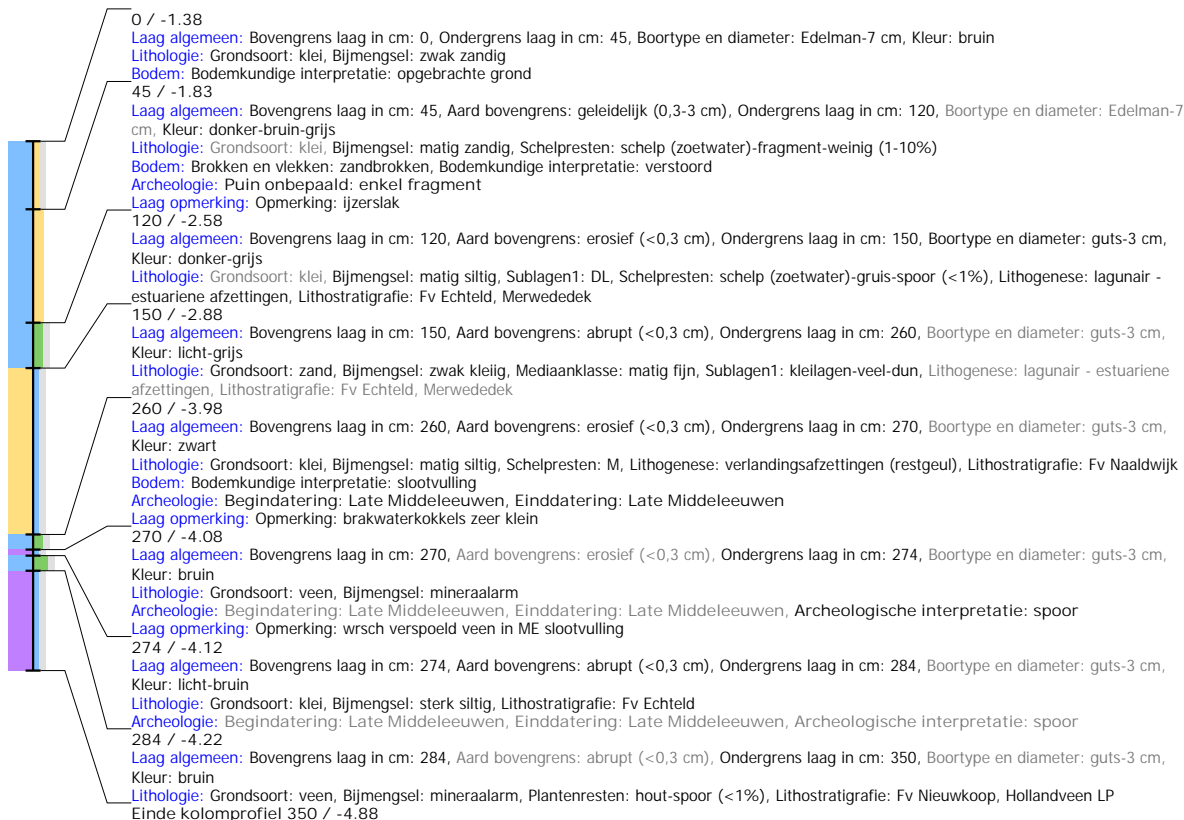 0 / -1.38
Laag algemeen: Bovengrens laag in cm: 0, Ondergrens laag in cm: 45, Boortype en diameter: Edelman-7 cm, Kleur: bruin
Lithologie: Grondsoort: klei, Bijmengsel: zwak zandig
Bodem: Bodemkundige interpretatie: opgebrachte grond
45 / -1.83
Laag algemeen: Bovengrens laag in cm: 45, Aard bovengrens: geleidelijk (0,3-3 cm), Ondergrens laag in cm: 120, Boortype en diameter: Edelman-7
cm, Kleur: donker-bruin-grijs
Lithologie: Grondsoort: klei, Bijmengsel: matig zandig, Schelpresten: schelp (zoetwater)-fragment-weinig (1-10%)
Bodem: Brokken en vlekken: zandbrokken, Bodemkundige interpretatie: verstoord
Archeologie: Puin onbepaald: enkel fragment
Laag opmerking: Opmerking: ijzerslak
120 / -2.58
Laag algemeen: Bovengrens laag in cm: 120, Aard bovengrens: erosief (<0,3 cm), Ondergrens laag in cm: 150, Boortype en diameter: guts-3 cm,
Kleur: donker-grijs
Lithologie: Grondsoort: klei, Bijmengsel: matig siltig, Sublagen1: DL, Schelpresten: schelp (zoetwater)-gruis-spoor (<1%), Lithogenese: lagunair -
estuariene afzettingen, Lithostratigrafie: Fv Echteld, Merwededek
150 / -2.88
Laag algemeen: Bovengrens laag in cm: 150, Aard bovengrens: abrupt (<0,3 cm), Ondergrens laag in cm: 260, Boortype en diameter: guts-3 cm,
Kleur: licht-grijs
Lithologie: Grondsoort: zand, Bijmengsel: zwak kleiig, Mediaanklasse: matig fijn, Sublagen1: kleilagen-veel-dun, Lithogenese: lagunair - estuariene
afzettingen, Lithostratigrafie: Fv Echteld, Merwededek
260 / -3.98
Laag algemeen: Bovengrens laag in cm: 260, Aard bovengrens: erosief (<0,3 cm), Ondergrens laag in cm: 270, Boortype en diameter: guts-3 cm,
Kleur: zwart
Lithologie: Grondsoort: klei, Bijmengsel: matig siltig, Schelpresten: M, Lithogenese: verlandingsafzettingen (restgeul), Lithostratigrafie: Fv Naaldwijk
Bodem: Bodemkundige interpretatie: slootvulling
Archeologie: Begindatering: Late Middeleeuwen, Einddatering: Late Middeleeuwen
Laag opmerking: Opmerking: brakwaterkokkels zeer klein
270 / -4.08
Laag algemeen: Bovengrens laag in cm: 270, Aard bovengrens: erosief (<0,3 cm), Ondergrens laag in cm: 274, Boortype en diameter: guts-3 cm,
Kleur: bruin
Lithologie: Grondsoort: veen, Bijmengsel: mineraalarm
Archeologie: Begindatering: Late Middeleeuwen, Einddatering: Late Middeleeuwen, Archeologische interpretatie: spoor
Laag opmerking: Opmerking: wrsch verspoeld veen in ME slootvulling
274 / -4.12
Laag algemeen: Bovengrens laag in cm: 274, Aard bovengrens: abrupt (<0,3 cm), Ondergrens laag in cm: 284, Boortype en diameter: guts-3 cm,
Kleur: licht-bruin
Lithologie: Grondsoort: klei, Bijmengsel: sterk siltig, Lithostratigrafie: Fv Echteld
Archeologie: Begindatering: Late Middeleeuwen, Einddatering: Late Middeleeuwen, Archeologische interpretatie: spoor
284 / -4.22
Laag algemeen: Bovengrens laag in cm: 284, Aard bovengrens: abrupt (<0,3 cm), Ondergrens laag in cm: 350, Boortype en diameter: guts-3 cm,
Kleur: bruin
Lithologie: Grondsoort: veen, Bijmengsel: mineraalarm, Plantenresten: hout-spoor (<1%), Lithostratigrafie: Fv Nieuwkoop, Hollandveen LP
Einde kolomprofiel 350 / -4.88